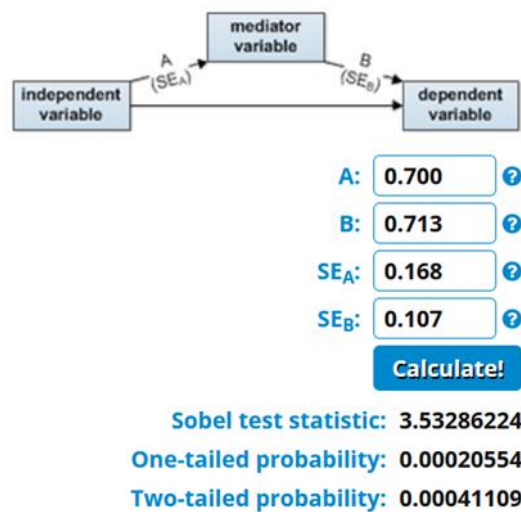 mediator
variable
A
(SEA)
B
(SEB)
independent
variable
dependent
variable
A: 0.700 ?
B: 0.713 ?
SEA: 0.168 ?
SEB: 0.107 ?
Calculate!
Sobel test statistic: 3.53286224
One-tailed probability: 0.00020554
Two-tailed probability: 0.00041109